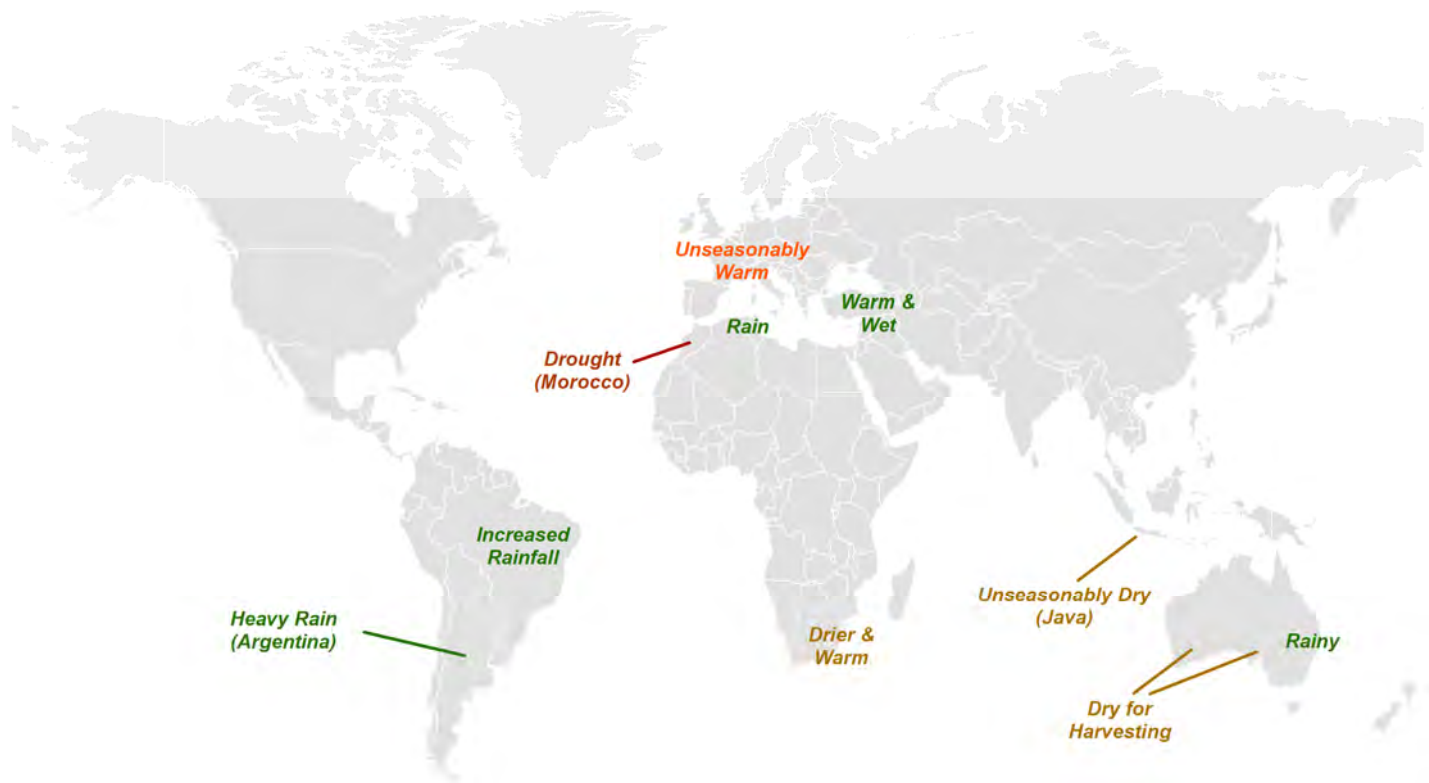 Unseasonably
Warm
Warm &
Wet
Rain
Drought
(Morocco)
Increased
Rainfall
Heavy Rain
(Argentina)
Drier &
Warm
Unseasonably Dry
(Java)
Rainy
Dry for
Harvesting